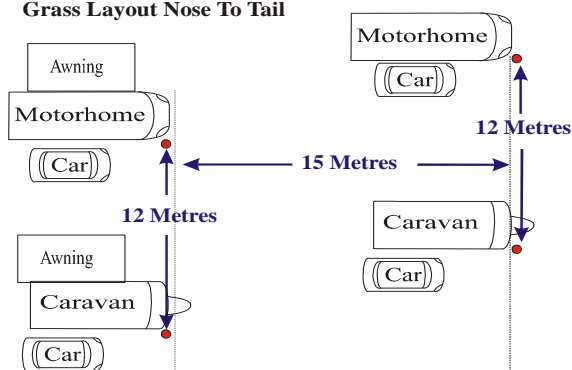 Grass Layout Nose To Tail
Motorhome
Awning
Car
Motorhome
12 Metres
15 Metres
Car
12 Metres
Caravan
Awning
Car
Caravan
Car